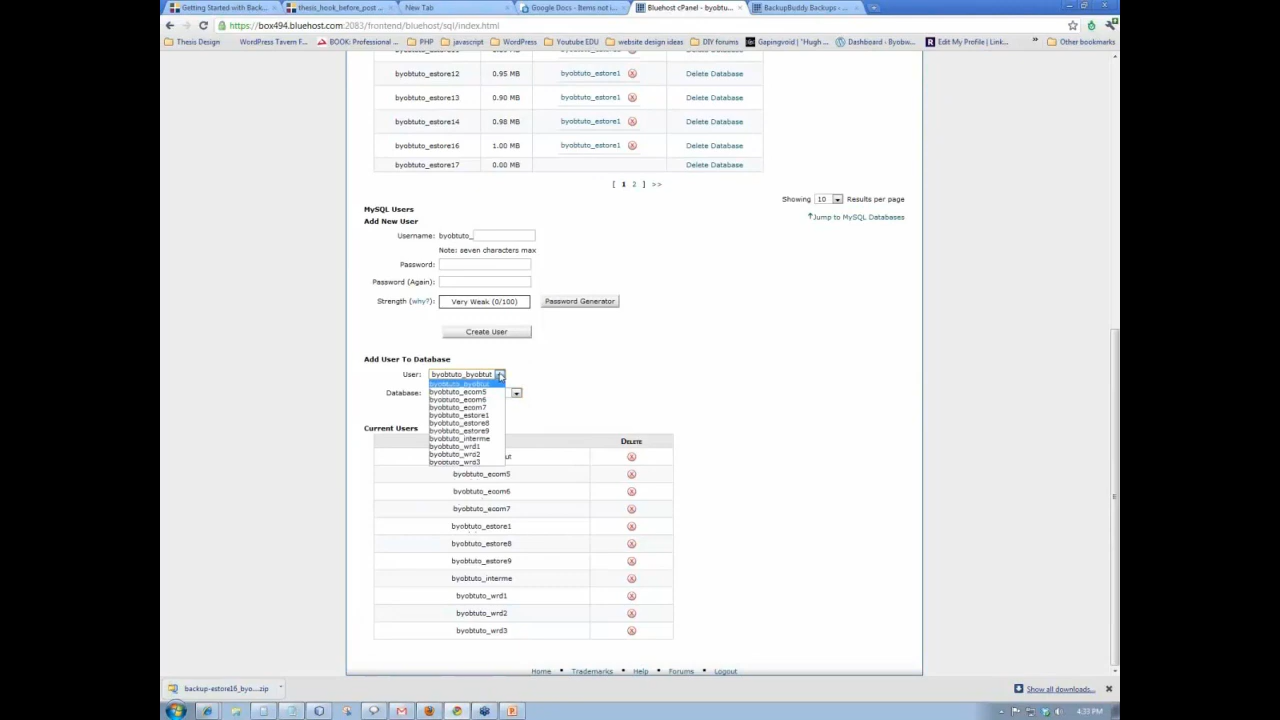 Getting Started with Back... thesis_hook_before_post ... New Tab Google Docs - Items not i... Bluehost cPanel - byobtu... BackupBuddy Backups - ...
https://box494.bluehost.com:2083/frontend/bluehost/sql/index.html
Thesis Design WordPress Tavern F... BOOK: Professional ... PHP javascript WordPress Youtube EDU website design ideas DIY forums Gapingvoid "Hugh ... Dashboard - Byobw... Edit My Profile | Link... » Other bookmarks
byobtuto_estore12 0.95 MB byobtuto_estore1 Delete Database
byobtuto_estore13 0.90 MB byobtuto_estore1 Delete Database
byobtuto_estore14 0.98 MB byobtuto_estore1 Delete Database
byobtuto_estore16 1.00 MB byobtuto_estore1 Delete Database
byobtuto_estore17 0.00 MB Delete Database
[ 1 2 ] >>
Showing 10 Results per page
MySQL Users
↑Jump to MySQL Databases
Add New User
Username: byobtuto_
Note: seven characters max
Password:
Password (Again):
Strength (why?): Very Weak (0/100) Password Generator
Create User
Add User To Database
User: byobtuto_byobtut
byobtuto_byobtut
byobtuto_ecom5
Database:
byobtuto_ecom6
byobtuto_ecom7
byobtuto_estore1
byobtuto_estore8
Current Users
byobtuto_estore9
byobtuto_interme
Delete
byobtuto_wrd1
byobtuto_wrd2
ut
byobtuto_wrd3
byobtuto_ecom5
byobtuto_ecom6
byobtuto_ecom7
byobtuto_estore1
byobtuto_estore8
byobtuto_estore9
byobtuto_interme
byobtuto_wrd1
byobtuto_wrd2
byobtuto_wrd3
Home • Trademarks • Help • Forums • Logout
backup-estore16_byo....zip Show all downloads...
4:33 PM